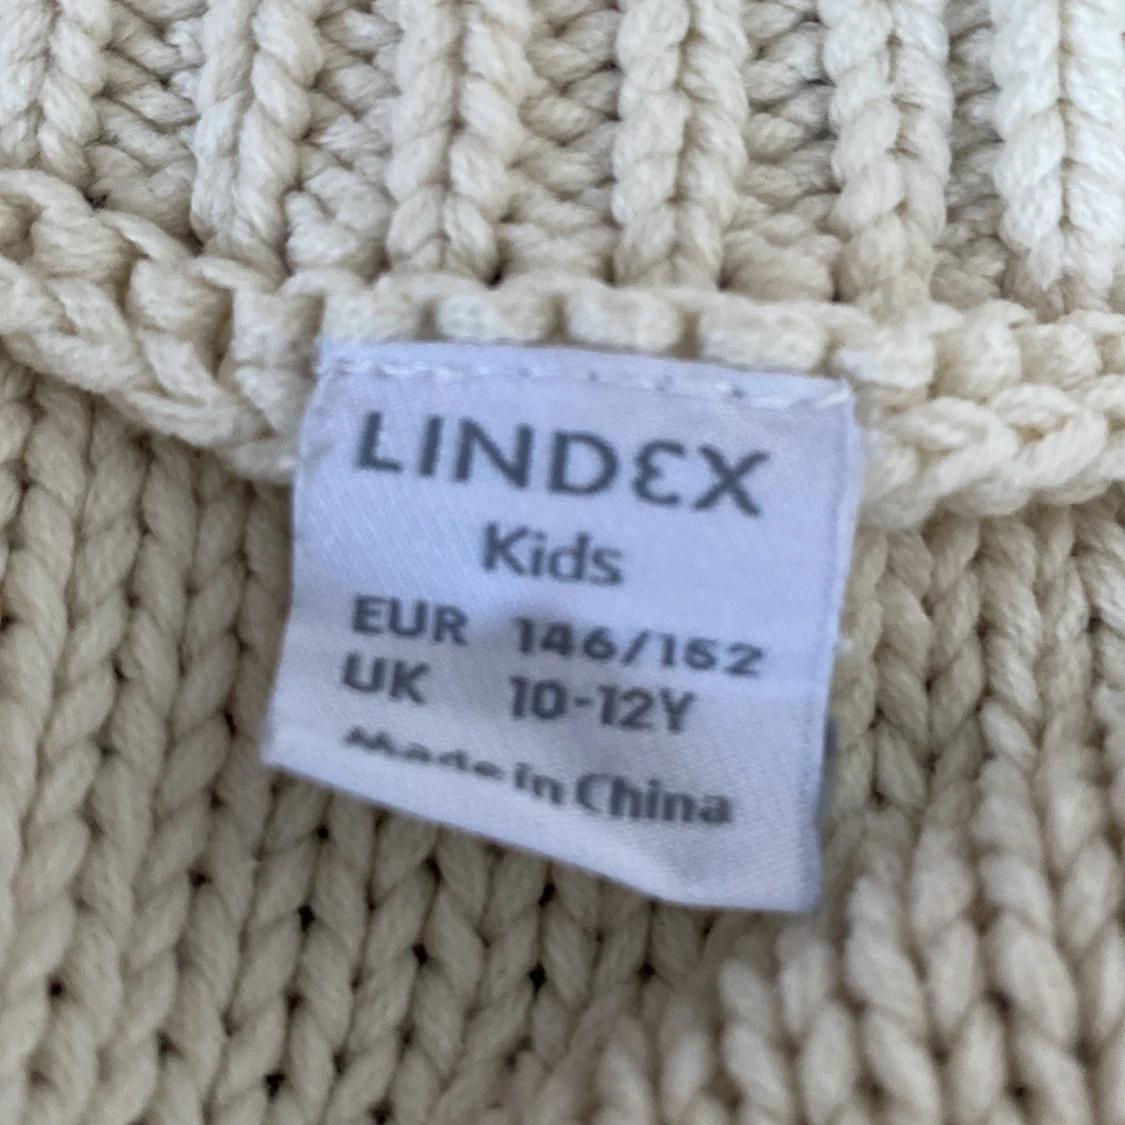 LINDEX
Kids
EUR 146/152
UK 10-12Y
Made in China